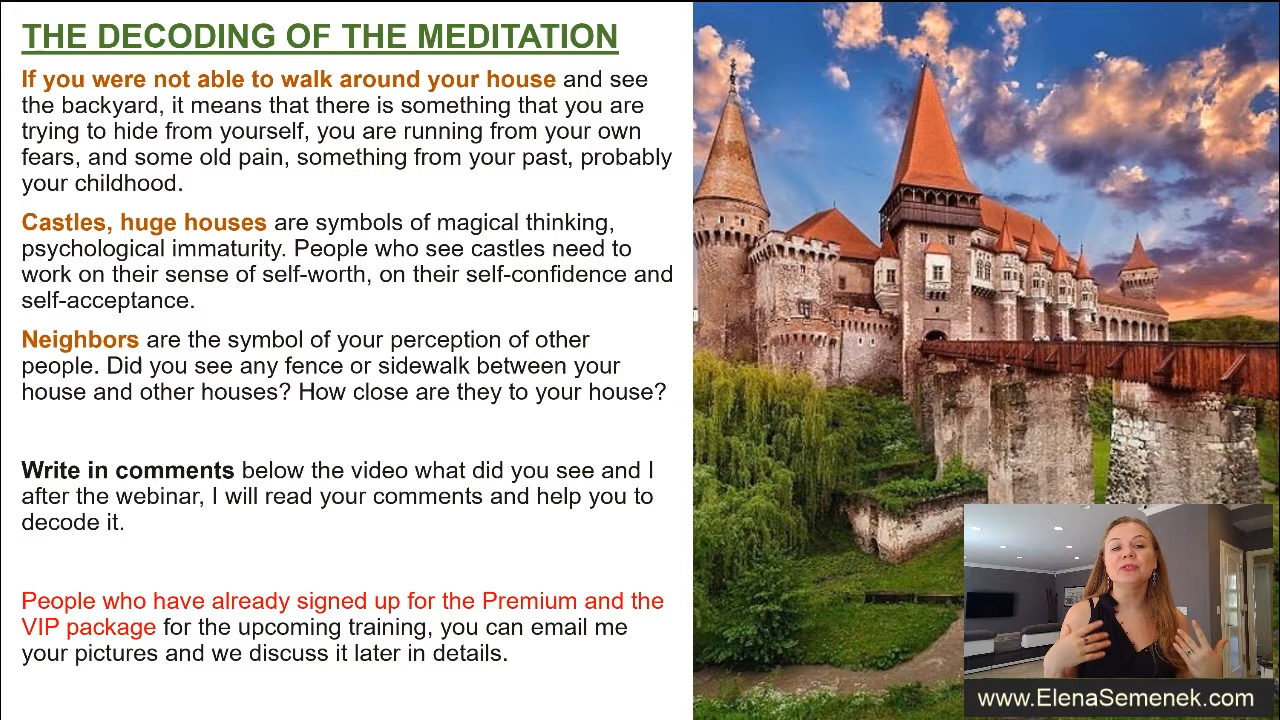 THE DECODING OF THE MEDITATION
If you were not able to walk around your house and see
the backyard, it means that there is something that you are
trying to hide from yourself, you are running from your own
fears, and some old pain, something from your past, probably
your childhood.
Castles, huge houses are symbols of magical thinking,
psychological immaturity. People who see castles need to
work on their sense of self-worth, on their self-confidence and
self-acceptance.
Neighbors are the symbol of your perception of other
people. Did you see any fence or sidewalk between your
house and other houses? How close are they to your house?
Write in comments below the video what did you see and I
after the webinar, I will read your comments and help you to
decode it.
People who have already signed up for the Premium and the
VIP package for the upcoming training, you can email me
your pictures and we discuss it later in details.
www.ElenaSemenek.com